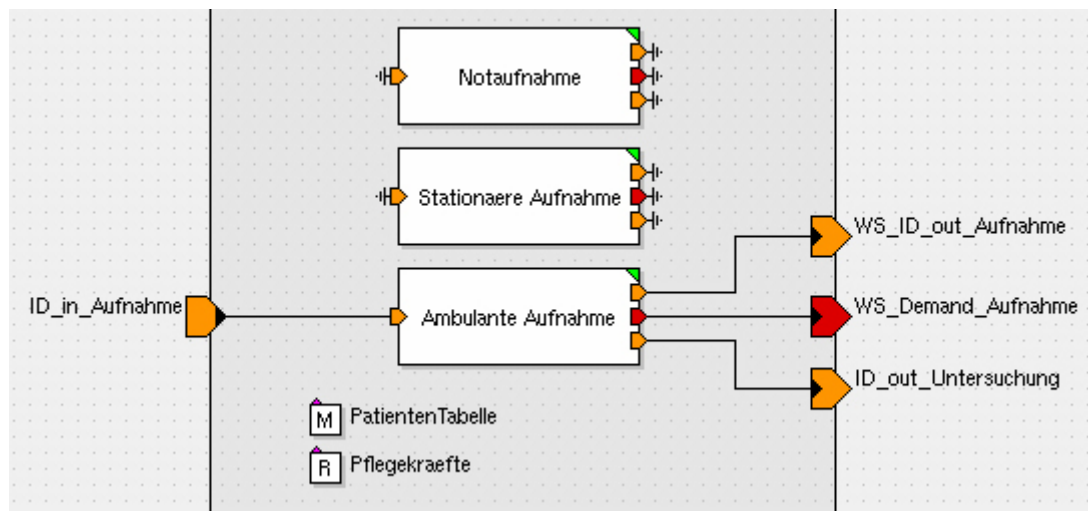 Notaufnahme
Stationaere Aufnahme
WS_ID_out_Aufnahme
ID_in_Aufnahme
Ambulante Aufnahme
WS_Demand_Aufnahme
ID_out_Untersuchung
M PatientenTabelle
R Pflegekraefte